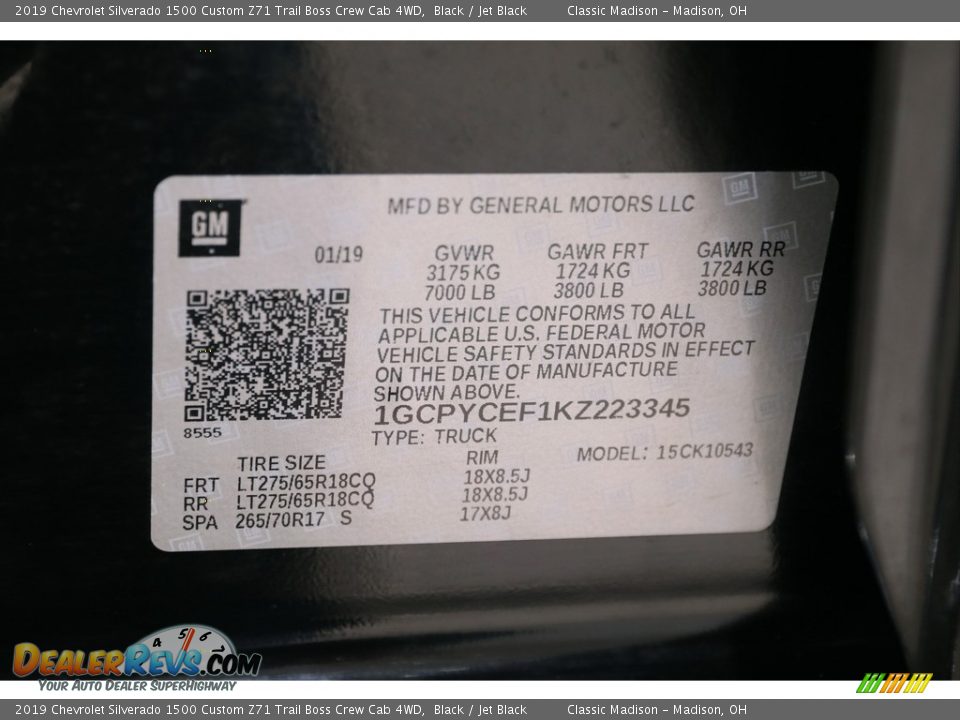 2019 Chevrolet Silverado 1500 Custom Z71 Trail Boss Crew Cab 4WD, Black / Jet Black Classic Madison – Madison, OH
GM
MFD BY GENERAL MOTORS LLC
01/19 GVWR GAWR FRT GAWR RR
3175 KG 1724 KG 1724 KG
7000 LB 3800 LB 3800 LB
THIS VEHICLE CONFORMS TO ALL
APPLICABLE U.S. FEDERAL MOTOR
VEHICLE SAFETY STANDARDS IN EFFECT
ON THE DATE OF MANUFACTURE
SHOWN ABOVE.
8555
1GCPYCEF1KZ223345
TYPE: TRUCK
MODEL: 15CK10543
TIRE SIZE RIM
FRT LT275/65R18CQ 18X8.5J
RR LT275/65R18CQ 18X8.5J
SPA 265/70R17 S 17X8J
4 5 6
DEALERREVS.COM
YOUR AUTO DEALER SUPERHIGHWAY
2019 Chevrolet Silverado 1500 Custom Z71 Trail Boss Crew Cab 4WD, Black / Jet Black Classic Madison – Madison, OH